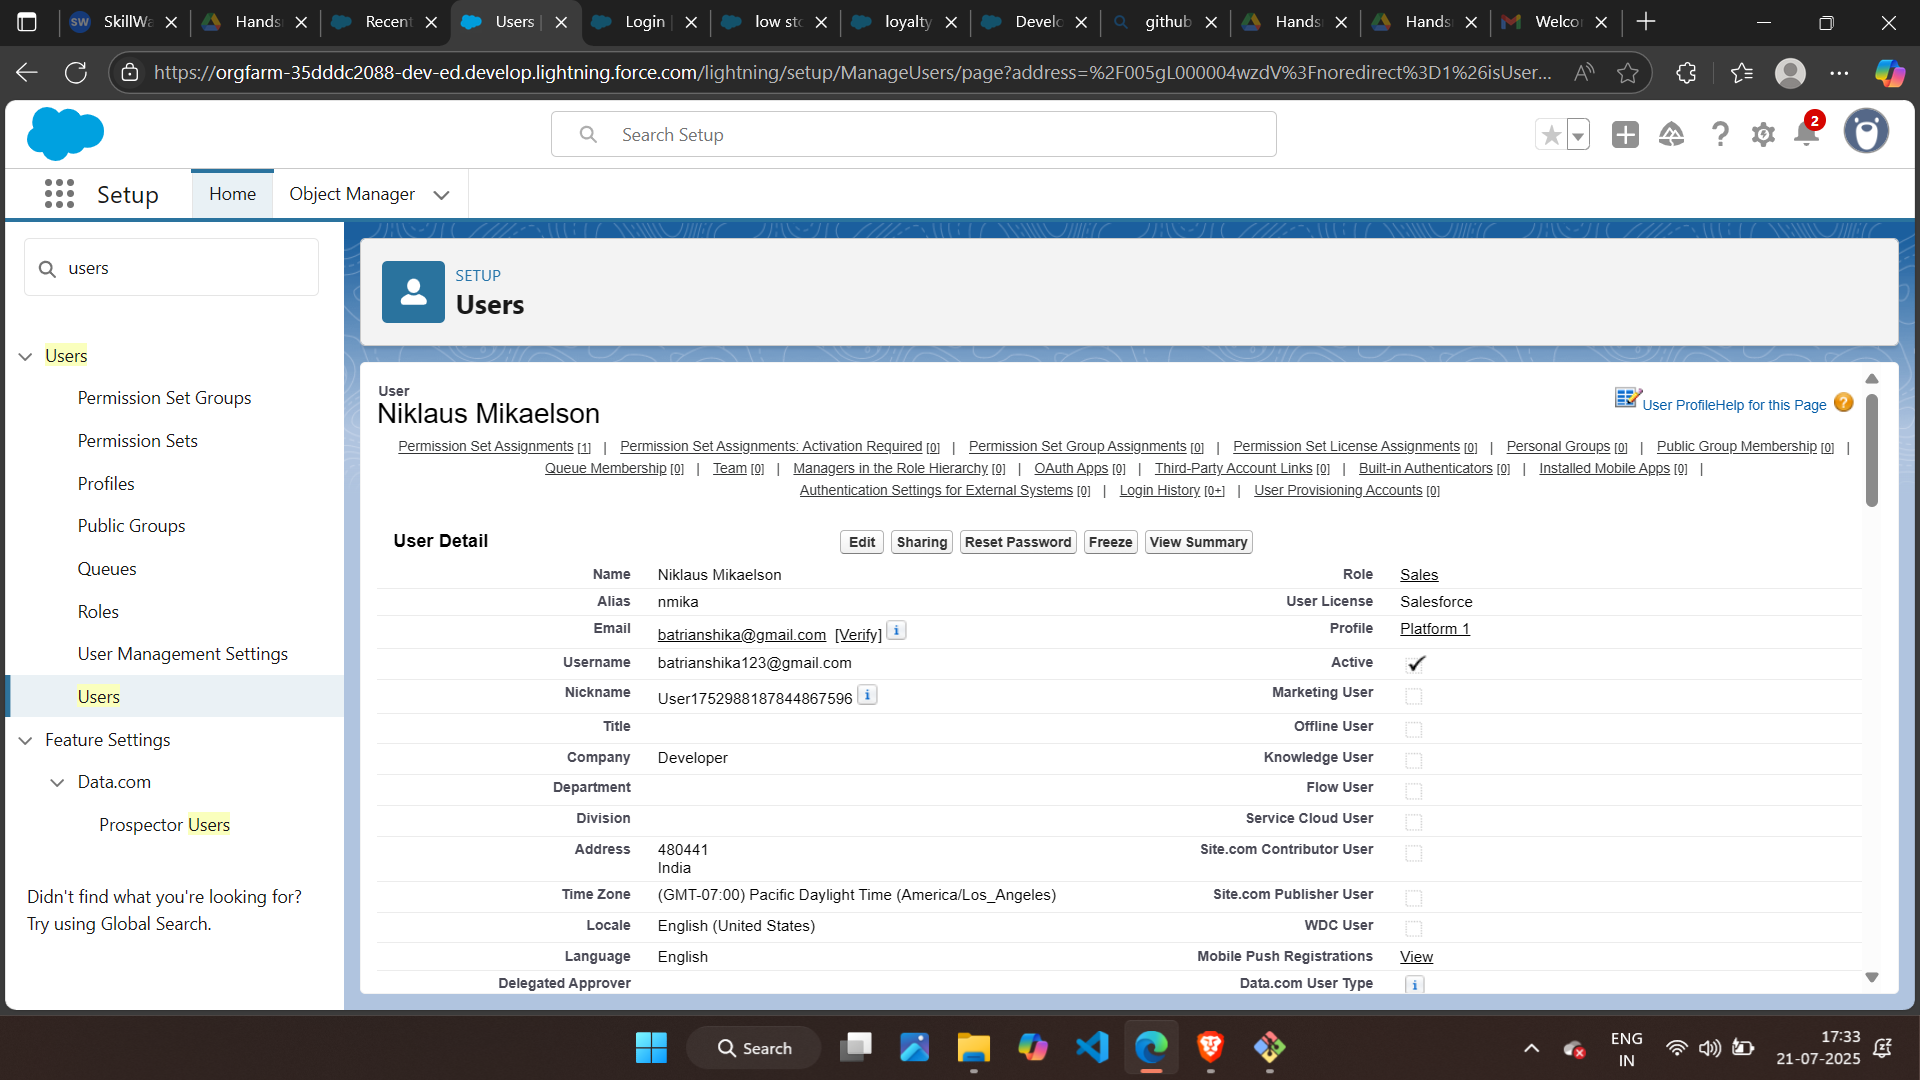 SkillWa
Hands
Recent
Users |
Login |
low sto
loyalty
Develo
github
Hands
Hands
Welco
https://orgfarm-35dddc2088-dev-ed.develop.lightning.force.com/lightning/setup/ManageUsers/page?address=%2F005gL000004wzdV%3Fnoredirect%3D1%26isUser...
Search Setup
2
Setup
Home
Object Manager
users
Users
Permission Set Groups
Permission Sets
Profiles
Public Groups
Queues
Roles
User Management Settings
Users
Feature Settings
Data.com
Prospector Users
Didn't find what you're looking for?
Try using Global Search.
SETUP
Users
User
Niklaus Mikaelson
User Profile Help for this Page ?
Permission Set Assignments [1] | Permission Set Assignments: Activation Required [0] | Permission Set Group Assignments [0] | Permission Set License Assignments [0] | Personal Groups [0] | Public Group Membership [0] |
Queue Membership [0] | Team [0] | Managers in the Role Hierarchy [0] | OAuth Apps [0] | Third-Party Account Links [0] | Built-in Authenticators [0] | Installed Mobile Apps [0] |
Authentication Settings for External Systems [0] | Login History [0+] | User Provisioning Accounts [0]
User Detail
Edit Sharing Reset Password Freeze View Summary
Name Niklaus Mikaelson Role Sales
Alias nmika User License Salesforce
Email batrianshika@gmail.com [Verify] i Profile Platform 1
Username batrianshika123@gmail.com Active
Nickname User1752988187844867596 i Marketing User
Title Offline User
Company Developer Knowledge User
Department Flow User
Division Service Cloud User
Address 480441 Site.com Contributor User
India
Time Zone (GMT-07:00) Pacific Daylight Time (America/Los_Angeles) Site.com Publisher User
Locale English (United States) WDC User
Language English Mobile Push Registrations View
Delegated Approver Data.com User Type i
Search
ENG
IN
17:33
21-07-2025